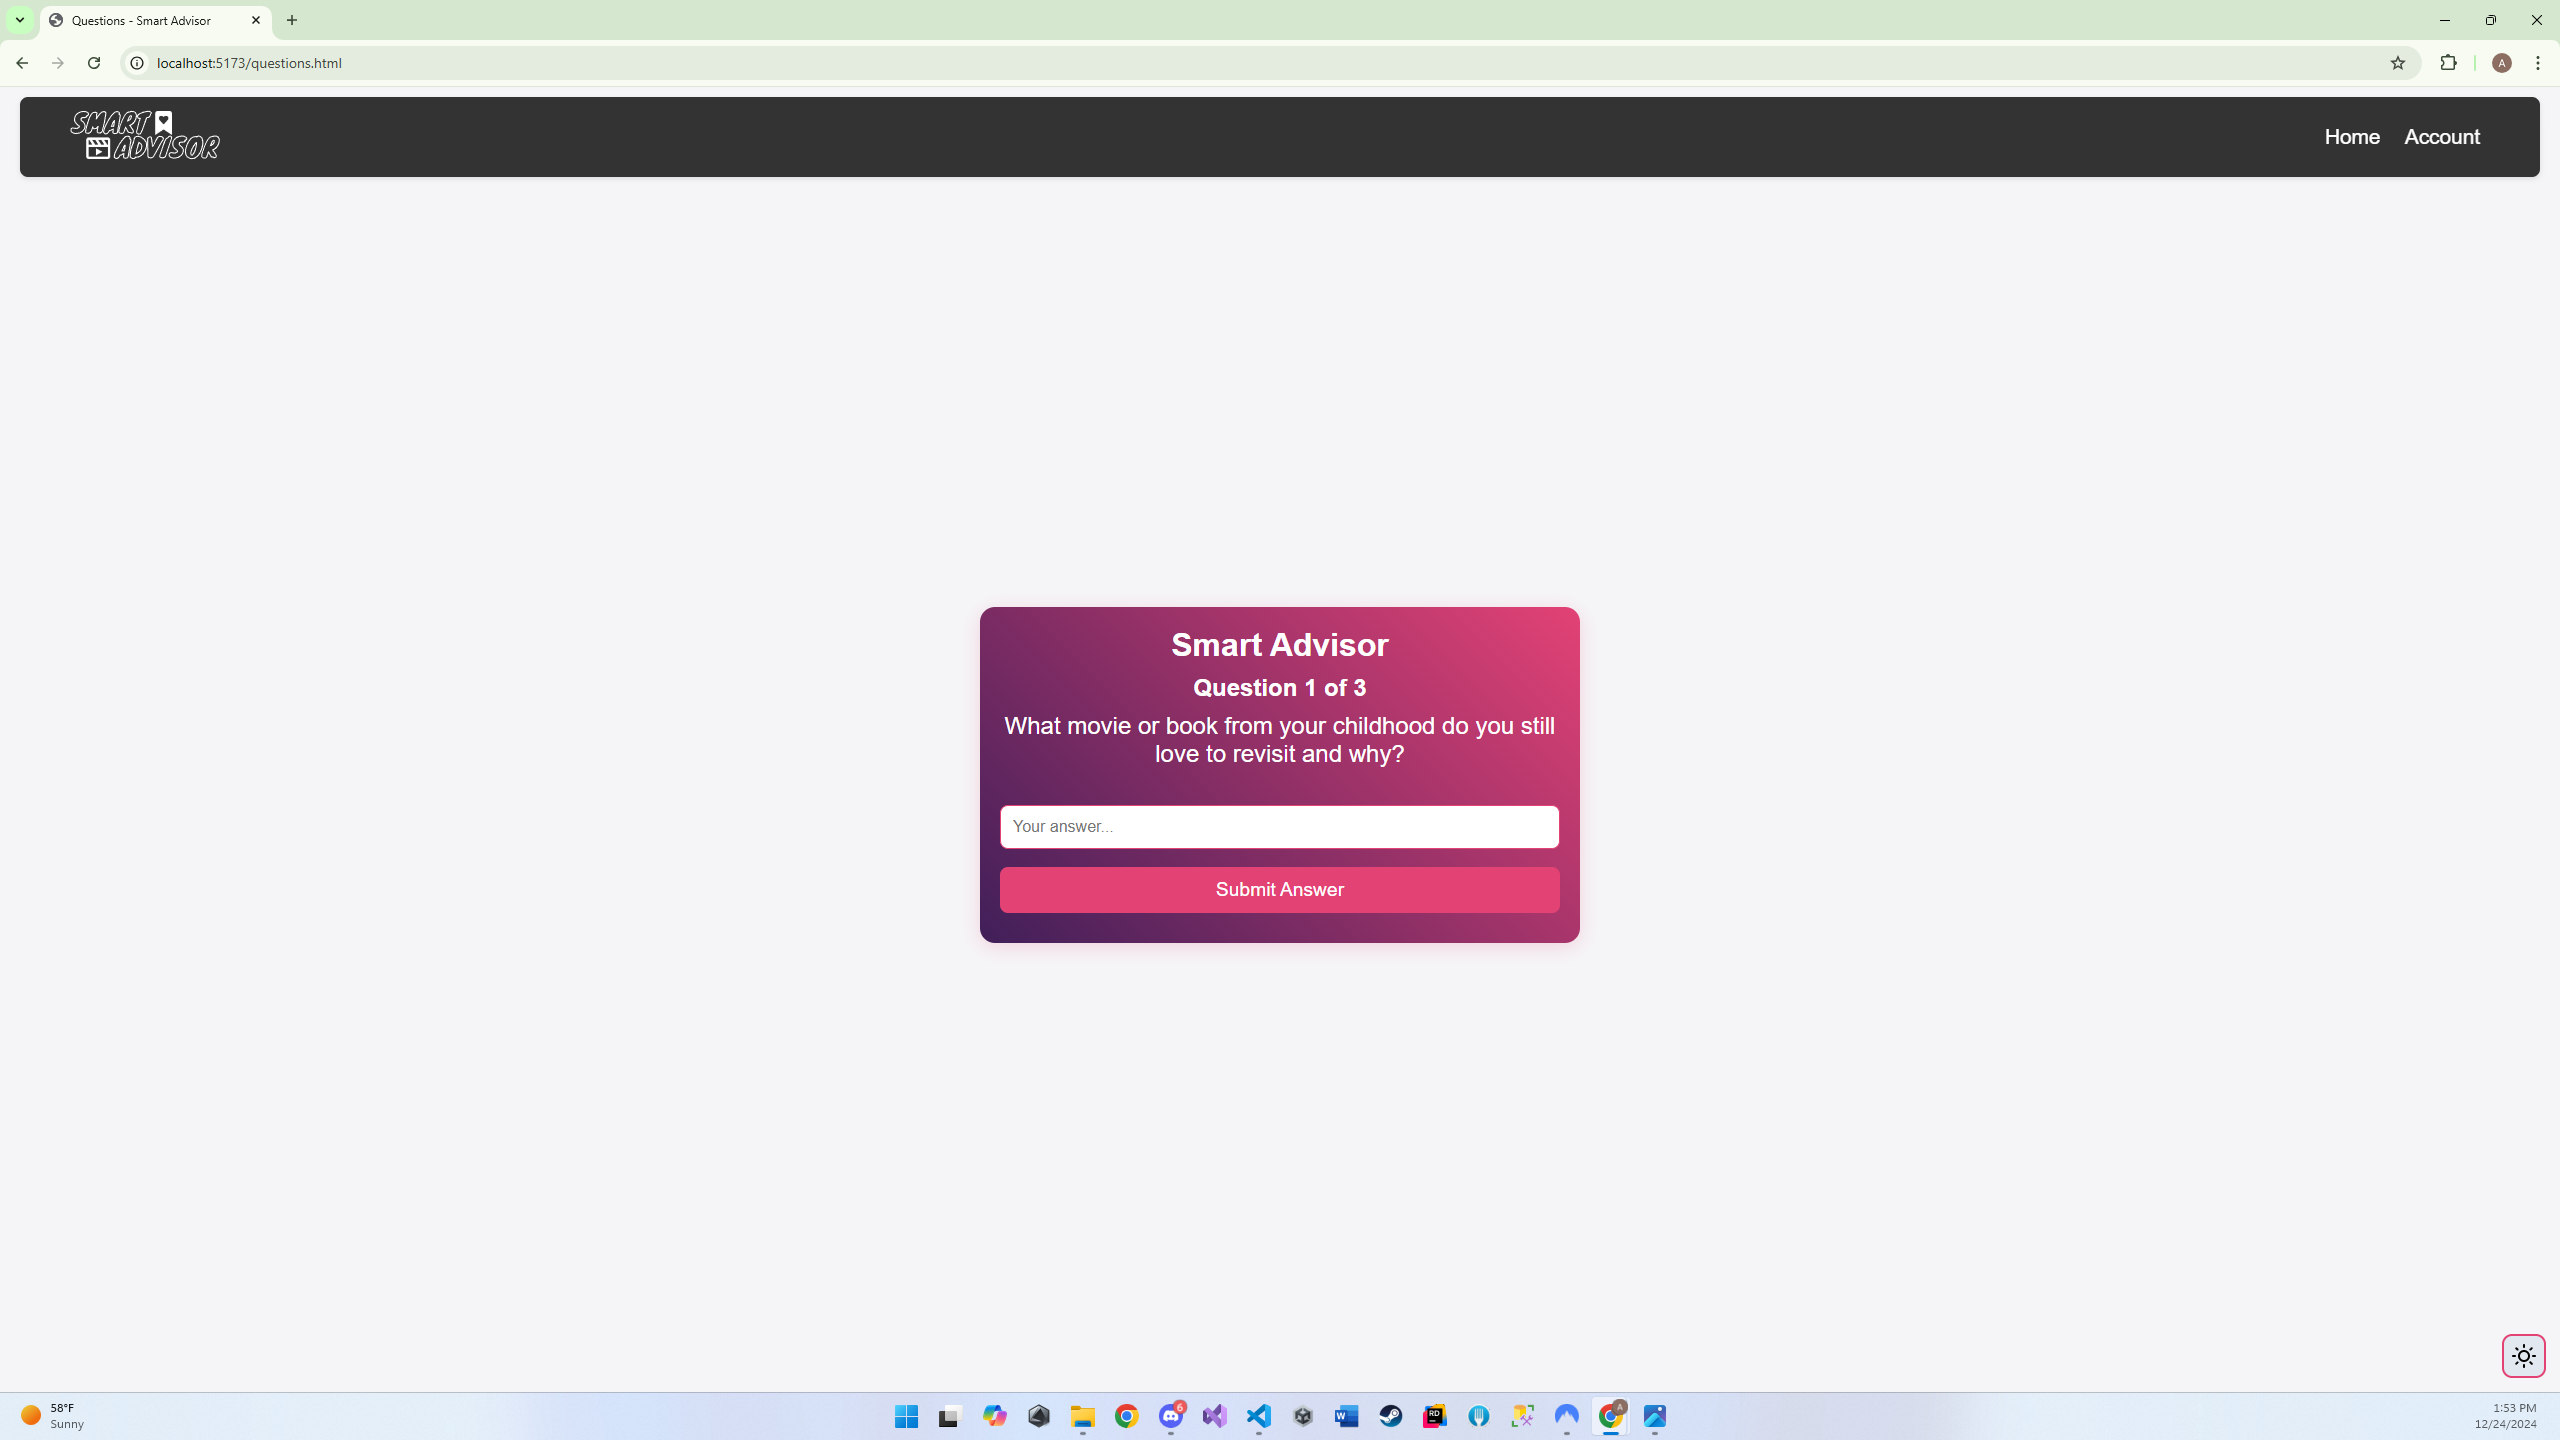 Questions - Smart Advisor
localhost:5173/questions.html
A
SMART
ADVISOR
Home
Account
Smart Advisor
Question 1 of 3
What movie or book from your childhood do you still
love to revisit and why?
Your answer...
Submit Answer
58°F
Sunny
6
W
RD
A
1:53 PM
12/24/2024